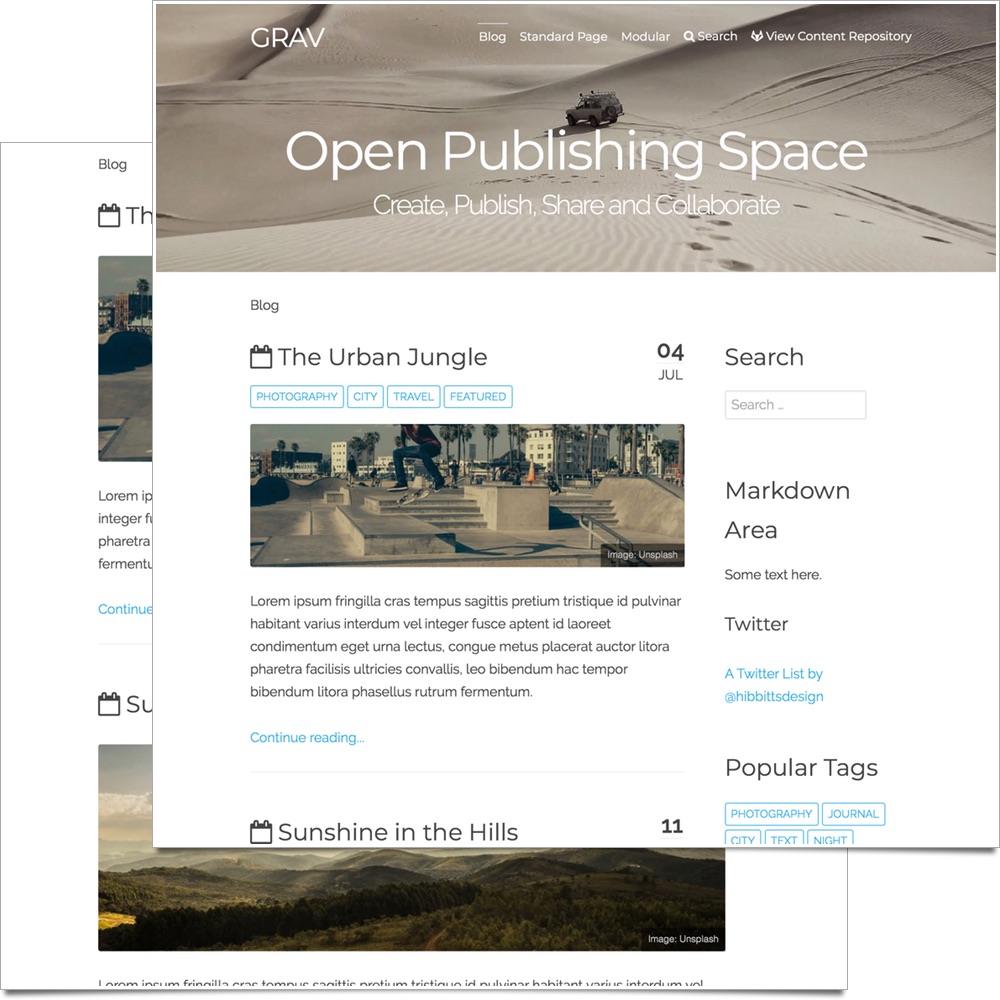 GRAV
Blog Standard Page Modular Search View Content Repository
Open Publishing Space
Create, Publish, Share and Collaborate
Blog
The Urban Jungle
04
JUL
PHOTOGRAPHY CITY TRAVEL FEATURED
Image: Unsplash
Lorem ipsum fringilla cras tempus sagittis pretium tristique id pulvinar
habitant varius interdum vel integer fusce aptent id laoreet
condimentum eget urna lectus, congue metus placerat auctor litora
pharetra facilisis ultricies convallis, leo bibendum hac tempor
bibendum litora phasellus rutrum fermentum.
Continue reading...
Sunshine in the Hills
11
Search
Search ..
Markdown
Area
Some text here.
Twitter
A Twitter List by
@hibbittsdesign
Popular Tags
PHOTOGRAPHY JOURNAL
CITY TEXT NIGHT
Blog
Th
Lorem ip
integer fu
pharetra
fermentu
Continue
Su
Image: Unsplash
Lorem ipsum fringilla cras tempus sagittis pretium tristique id pulvinar habitant varius interdum vel